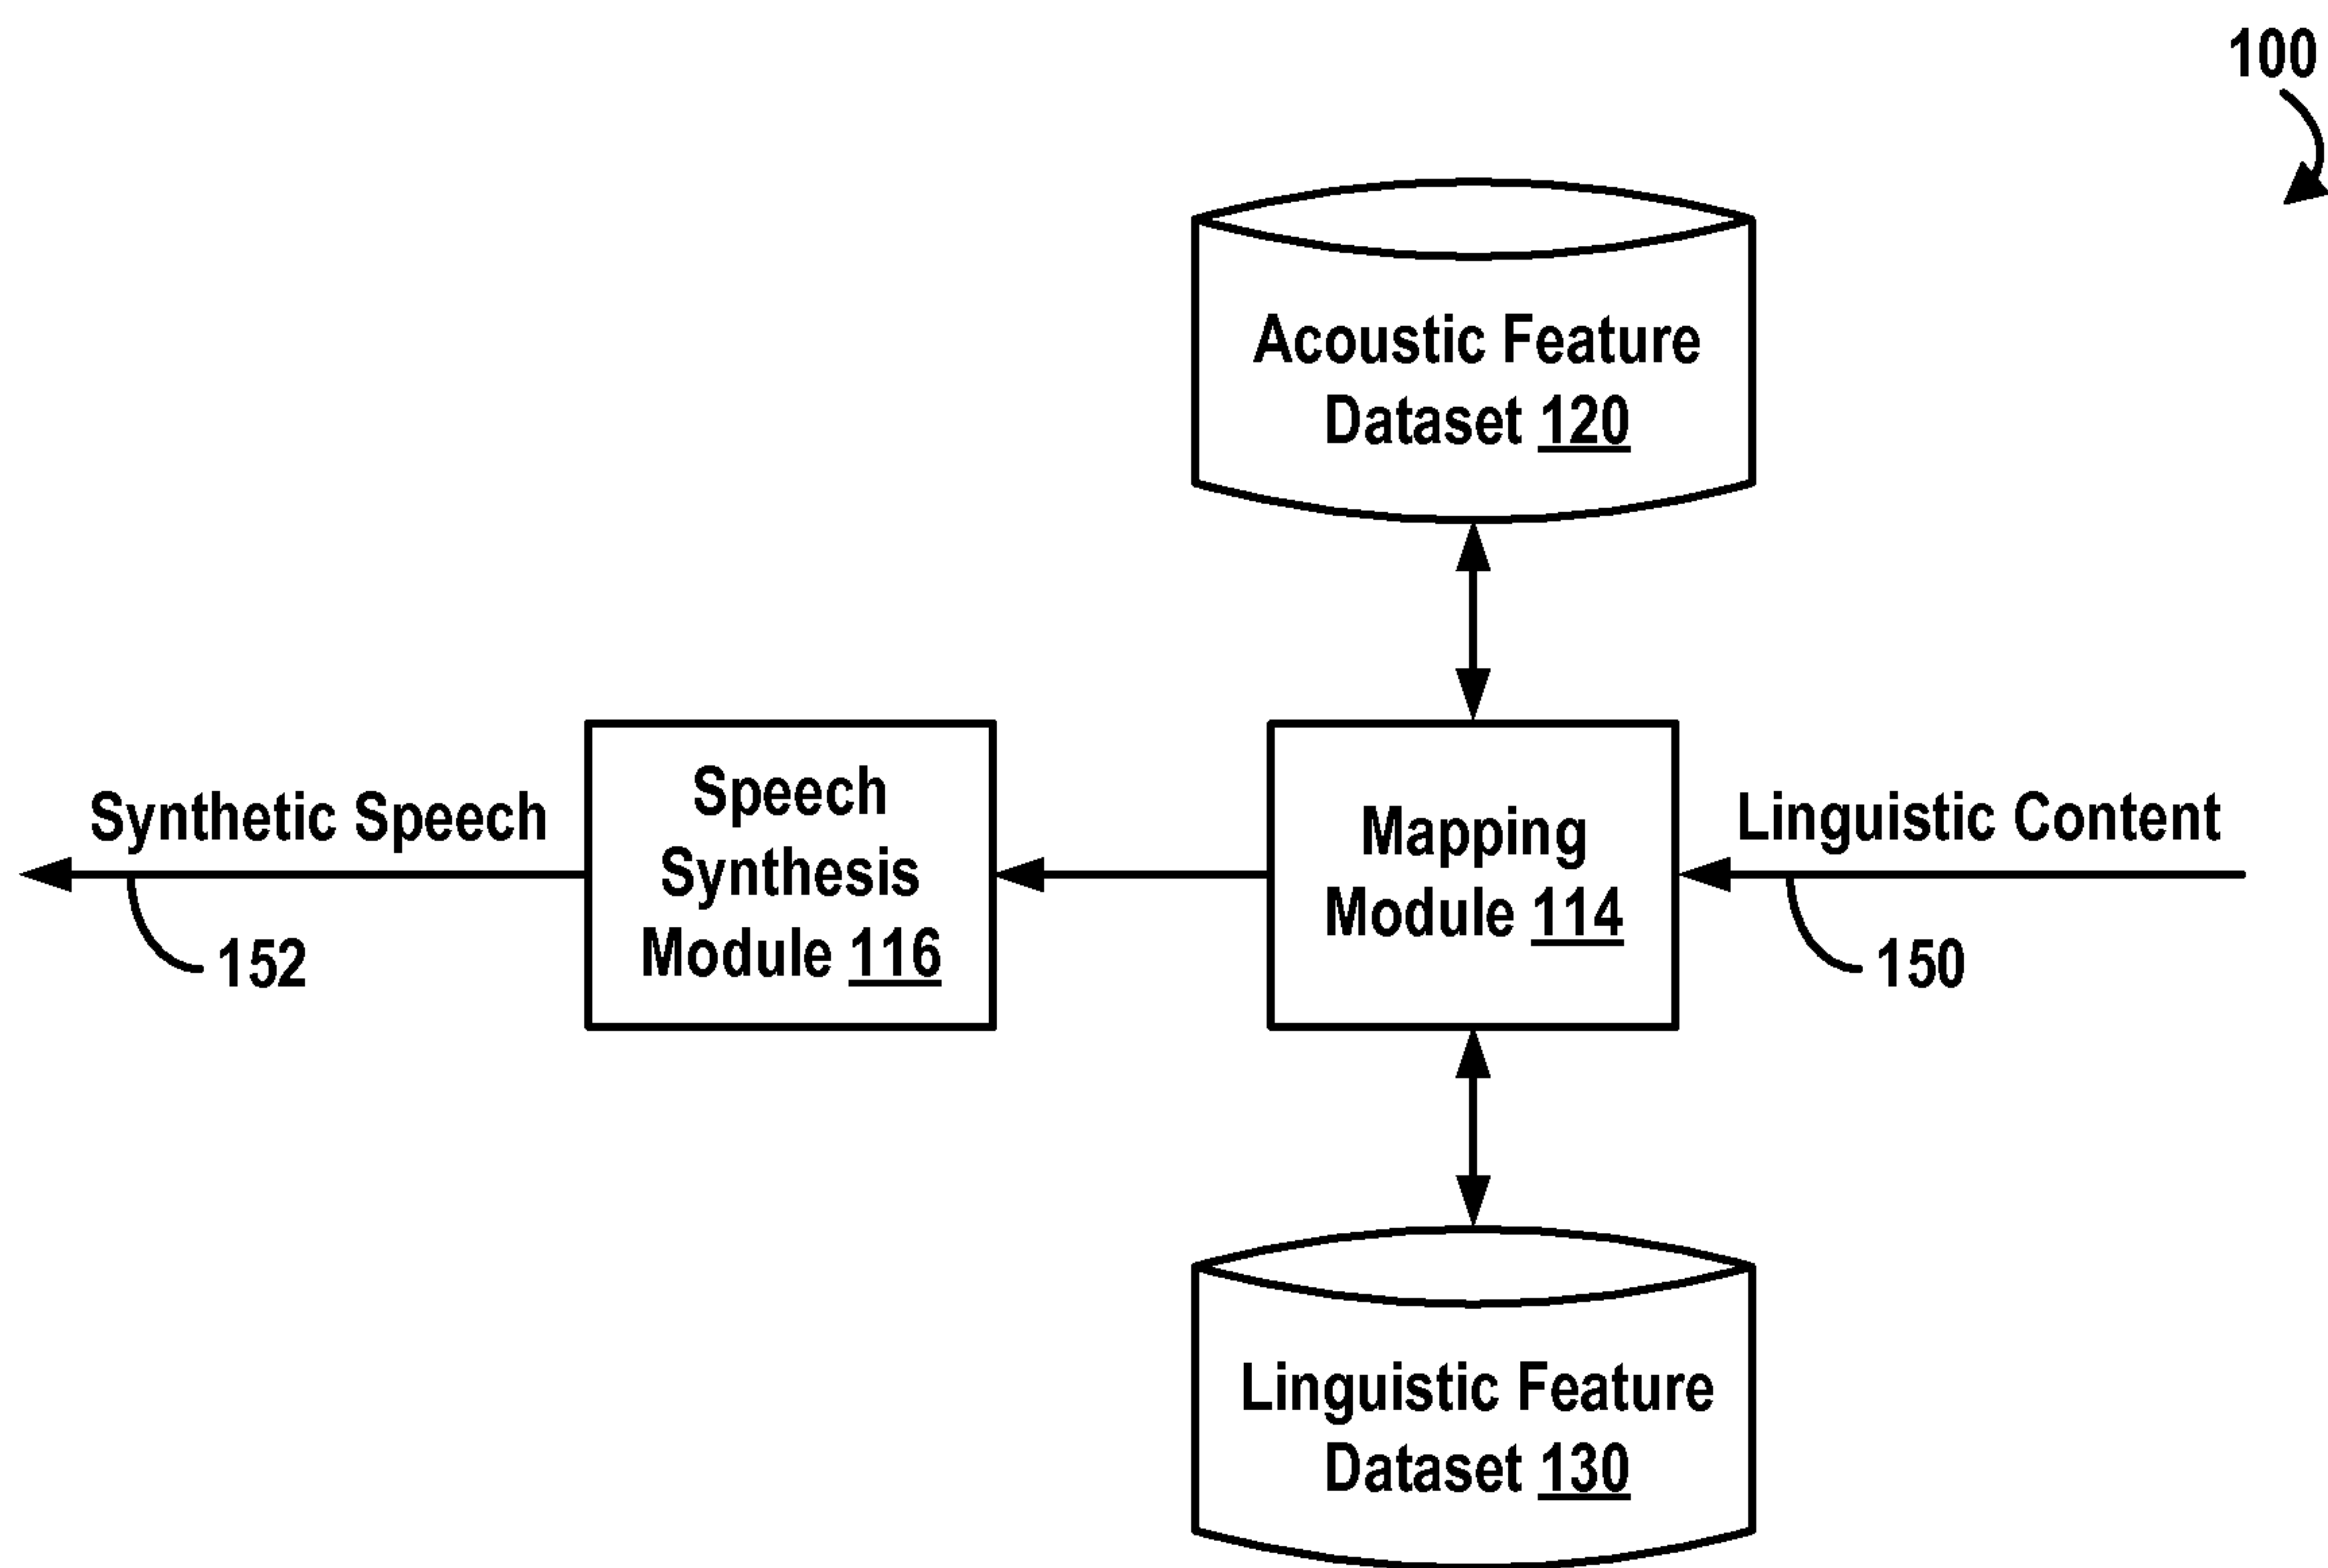 100
Acoustic Feature
Dataset 120
Synthetic Speech
152
Speech
Synthesis
Module 116
Mapping
Module 114
Linguistic Content
150
Linguistic Feature
Dataset 130